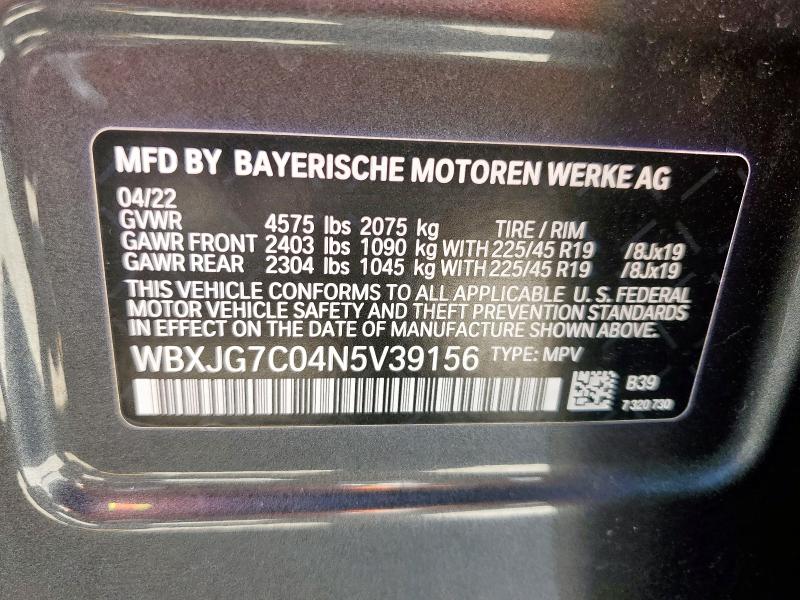 MFD BY BAYERISCHE MOTOREN WERKE AG
04/22
GVWR 4575 lbs 2075 kg TIRE / RIM
GAWR FRONT 2403 lbs 1090 kg WITH 225/45 R19 /8Jx19
GAWR REAR 2304 lbs 1045 kg WITH 225/45 R19 /8Jx19
THIS VEHICLE CONFORMS TO ALL APPLICABLE U. S. FEDERAL
MOTOR VEHICLE SAFETY AND THEFT PREVENTION STANDARDS
IN EFFECT ON THE DATE OF MANUFACTURE SHOWN ABOVE.
WBXJG7C04N5V39156 TYPE: MPV
B39
7 320 730